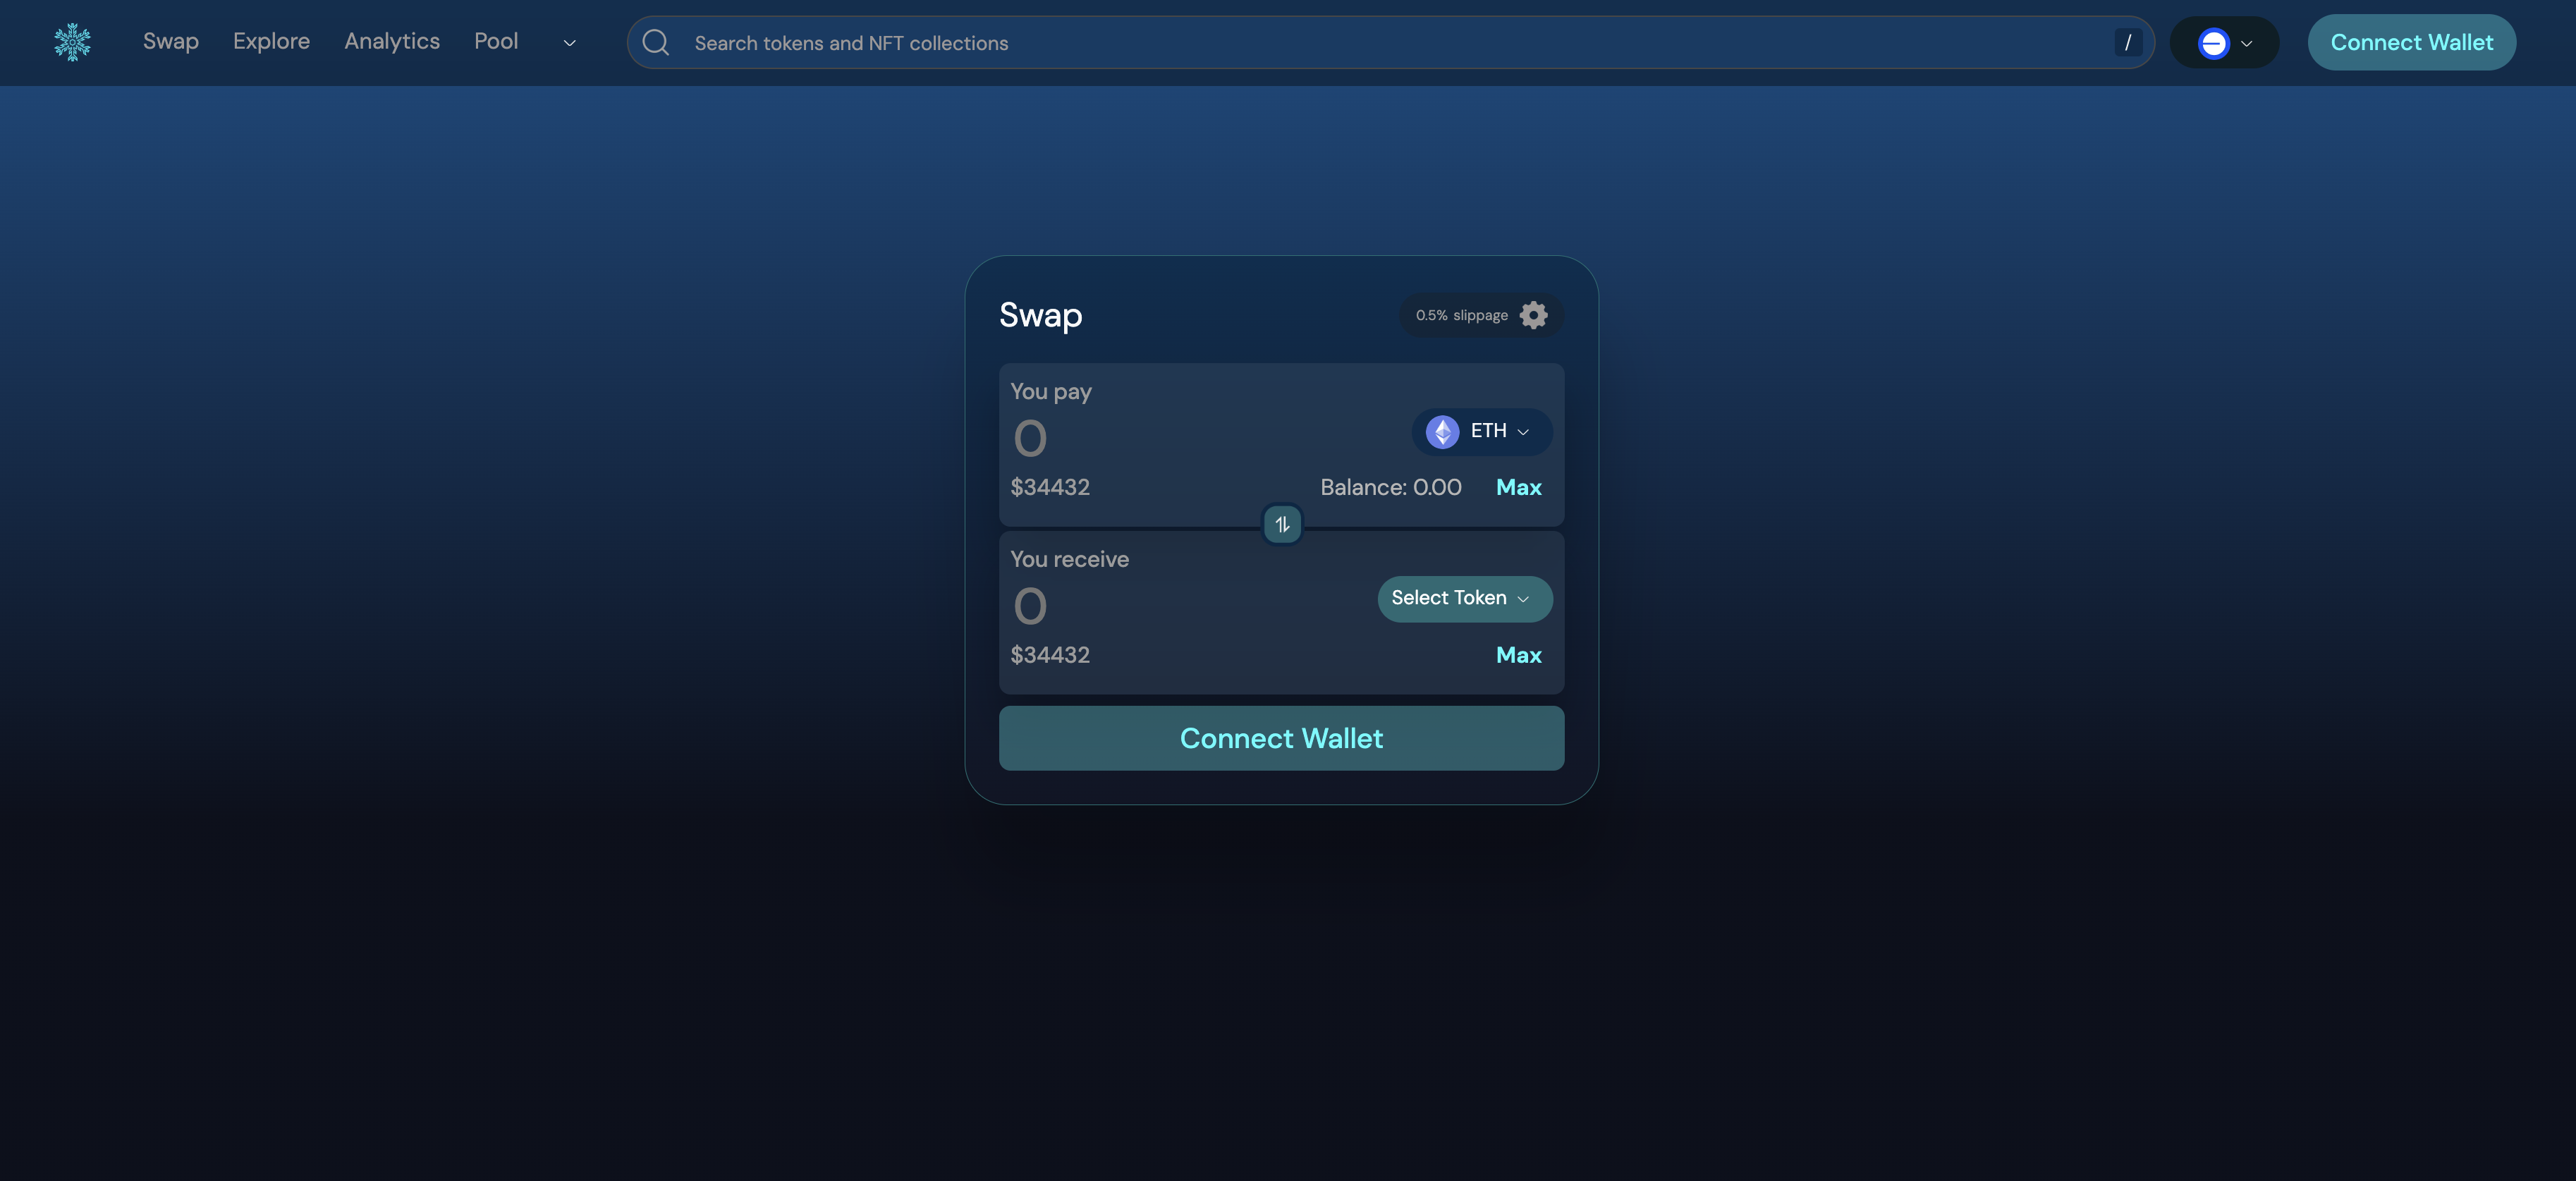 Swap Explore Analytics Pool
Search tokens and NFT collections /
Connect Wallet
Swap
0.5% slippage
You pay
0
ETH
$34432
Balance: 0.00 Max
You receive
0
Select Token
$34432
Max
Connect Wallet